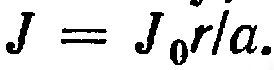 J = J₀r/a.